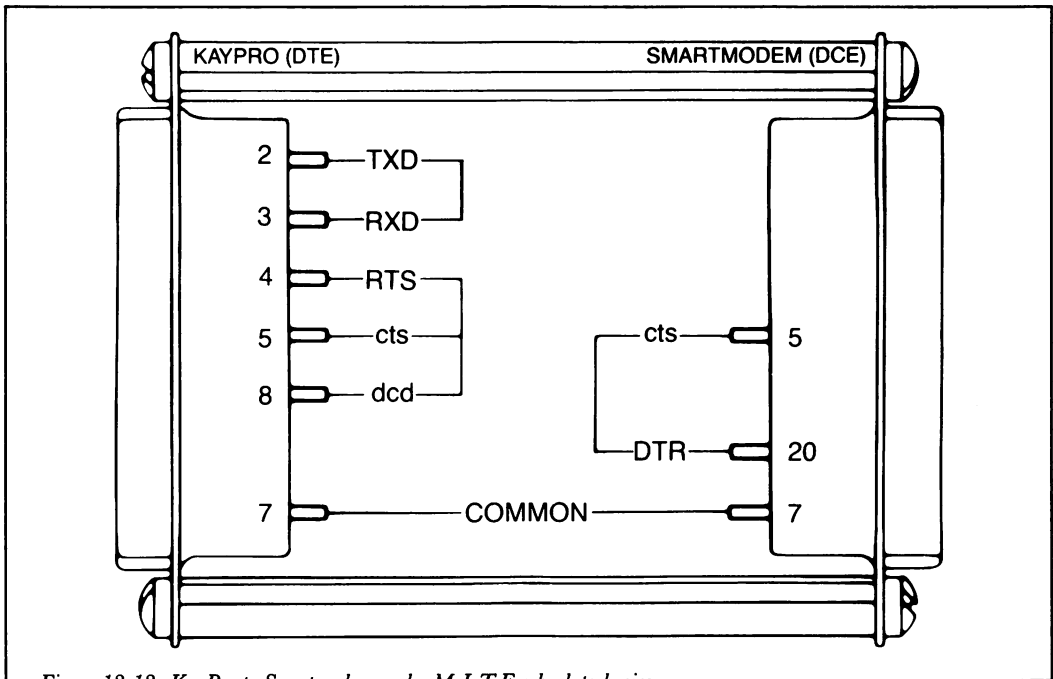 KAYPRO (DTE) SMARTMODEM (DCE)
2 TXD
3 RXD
4 RTS
5 cts cts 5
8 dcd
DTR 20
7 COMMON 7